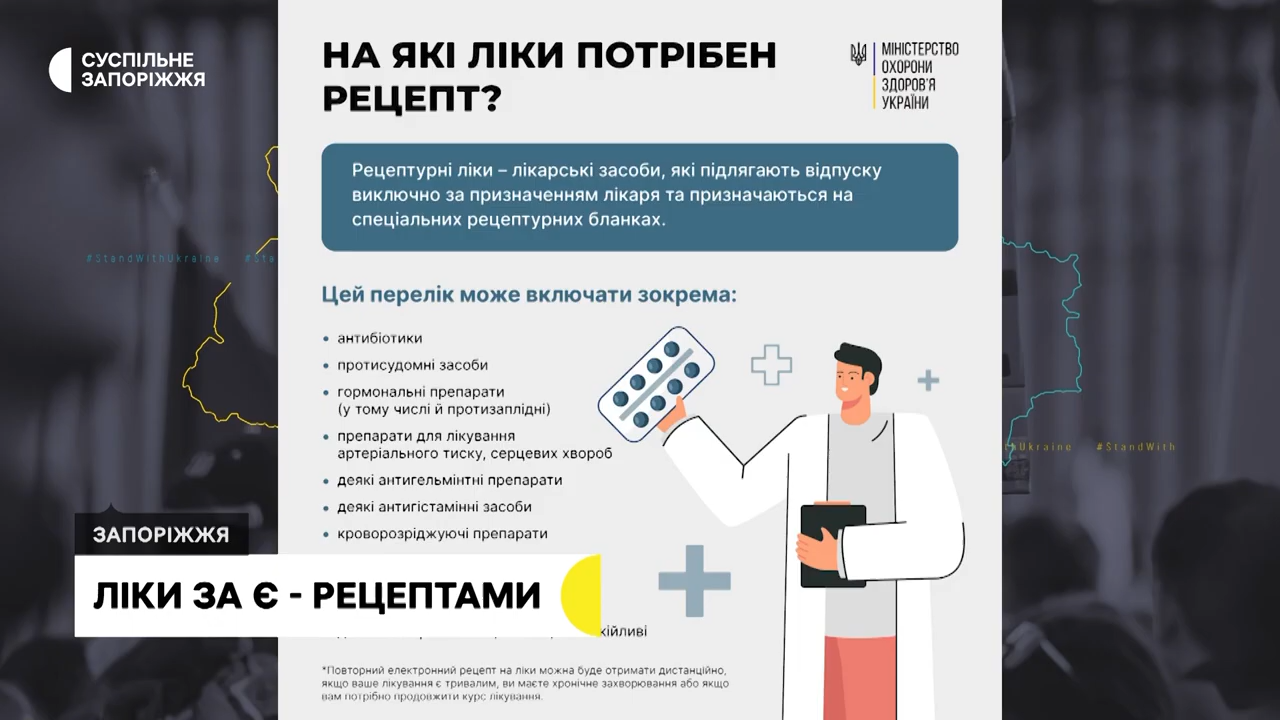 СУСПІЛЬНЕ
ЗАПОРІЖЖЯ
НА ЯКІ ЛІКИ ПОТРІБЕН
РЕЦЕПТ?
МІНІСТЕРСТВО
ОХОРОНИ
ЗДОРОВ'Я
УКРАЇНИ
Рецептурні ліки – лікарські засоби, які підлягають відпуску
виключно за призначенням лікаря та призначаються на
спеціальних рецептурних бланках.
#StandWithUkraine #Sta
Цей перелік може включати зокрема:
• антибіотики
• протисудомні засоби
• гормональні препарати
(у тому числі й протизаплідні)
• препарати для лікування
артеріального тиску, серцевих хвороб
• деякі антигельмінтні препарати
• деякі антигістамінні засоби
• кроворозріджуючі препарати
thUkraine #StandWith
ЗАПОРІЖЖЯ
ЛІКИ ЗА Є - РЕЦЕПТАМИ
кійливі
*Повторний електронний рецепт на ліки можна буде отримати дистанційно,
якщо ваше лікування є тривалим, ви маєте хронічне захворювання або якщо
вам потрібно продовжити курс лікування.